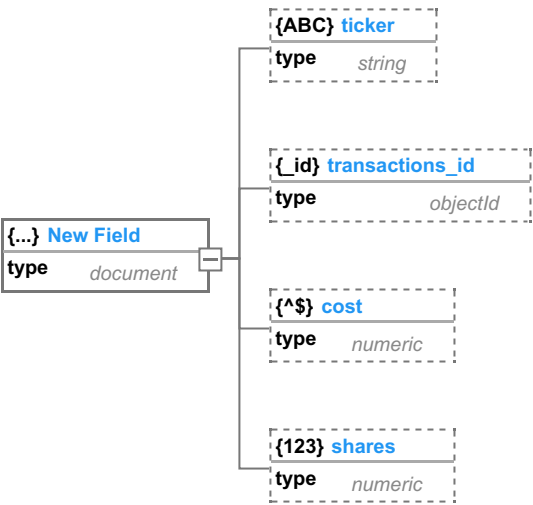 {ABC} ticker
type string
{_id} transactions_id
type objectId
{...} New Field
type document
{^$} cost
type numeric
{123} shares
type numeric